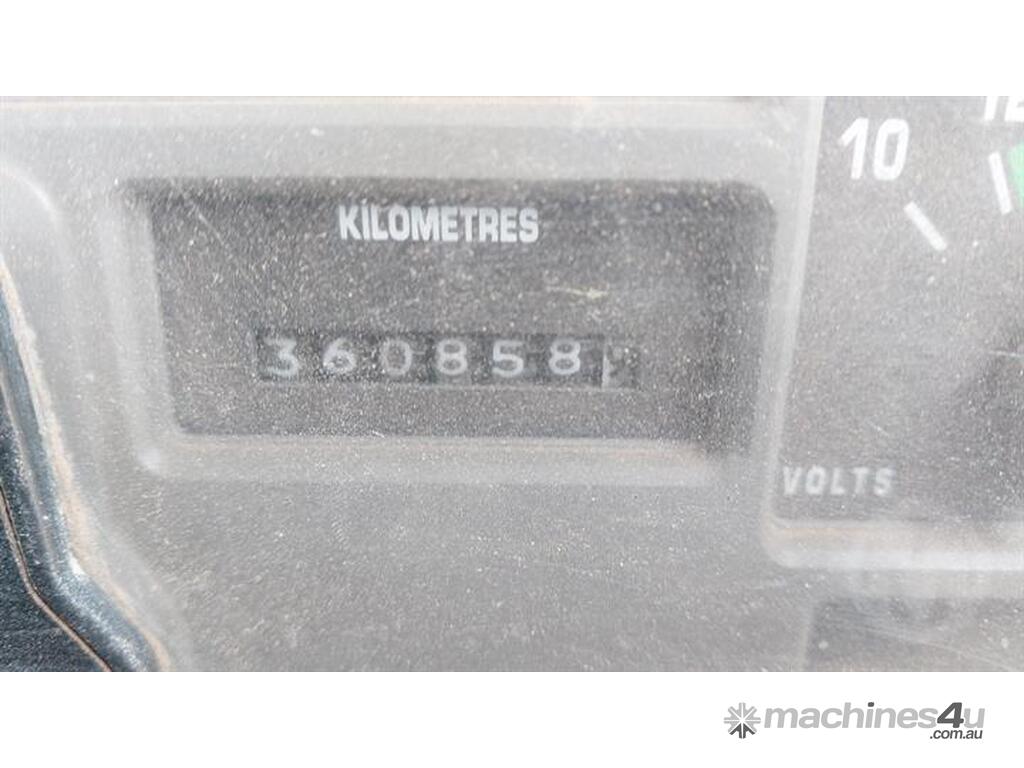 10
KILOMETRES
360858
VOLTS
machines4u
.com.au